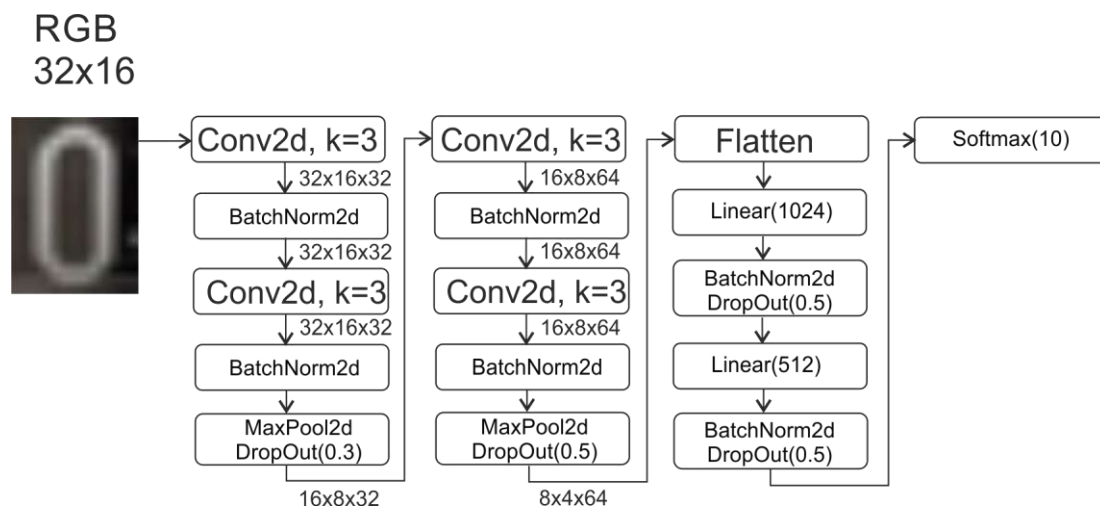 RGB
32x16
Conv2d, k=3
32x16x32
BatchNorm2d
32x16x32
Conv2d, k=3
32x16x32
BatchNorm2d
MaxPool2d
DropOut(0.3)
16x8x32
Conv2d, k=3
16x8x64
BatchNorm2d
16x8x64
Conv2d, k=3
16x8x64
BatchNorm2d
MaxPool2d
DropOut(0.5)
8x4x64
Flatten
Linear(1024)
BatchNorm2d
DropOut(0.5)
Linear(512)
BatchNorm2d
DropOut(0.5)
Softmax(10)
0